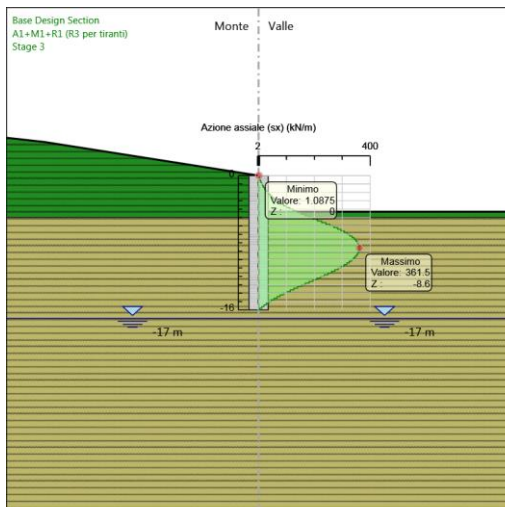 Base Design Section
A1+M1+R1 (R3 per tiranti)
Stage 3
Monte Valle
Azione assiale (sx) (kN/m)
2 400
0
Minimo
Valore: 1.0875
Z : 0
Massimo
Valore: 361.5
Z : -8.6
-16
-17 m -17 m